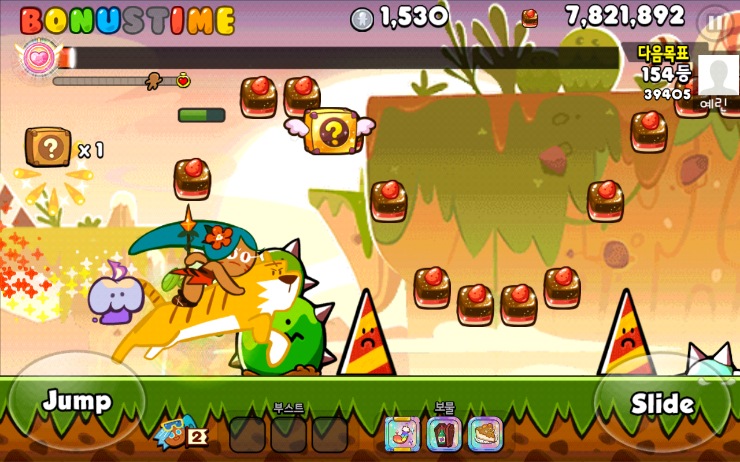 BONUSTIME
1,530
7,821,892
다음목표
154등
39405
예린
?
x 1
?
Jump
부스트
보물
Slide
2